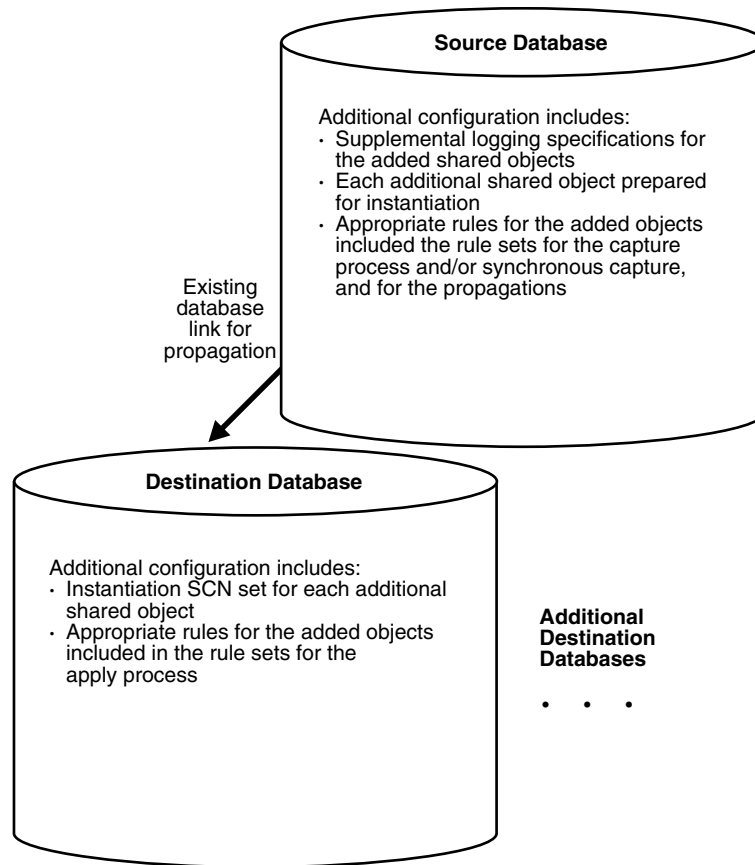 Source Database
Additional configuration includes:
· Supplemental logging specifications for
the added shared objects
· Each additional shared object prepared
for instantiation
· Appropriate rules for the added objects
included the rule sets for the capture
process and/or synchronous capture,
and for the propagations
Existing
database
link for
propagation
Destination Database
Additional configuration includes:
· Instantiation SCN set for each additional
shared object
· Appropriate rules for the added objects
included in the rule sets for the
apply process
Additional
Destination
Databases
. . .